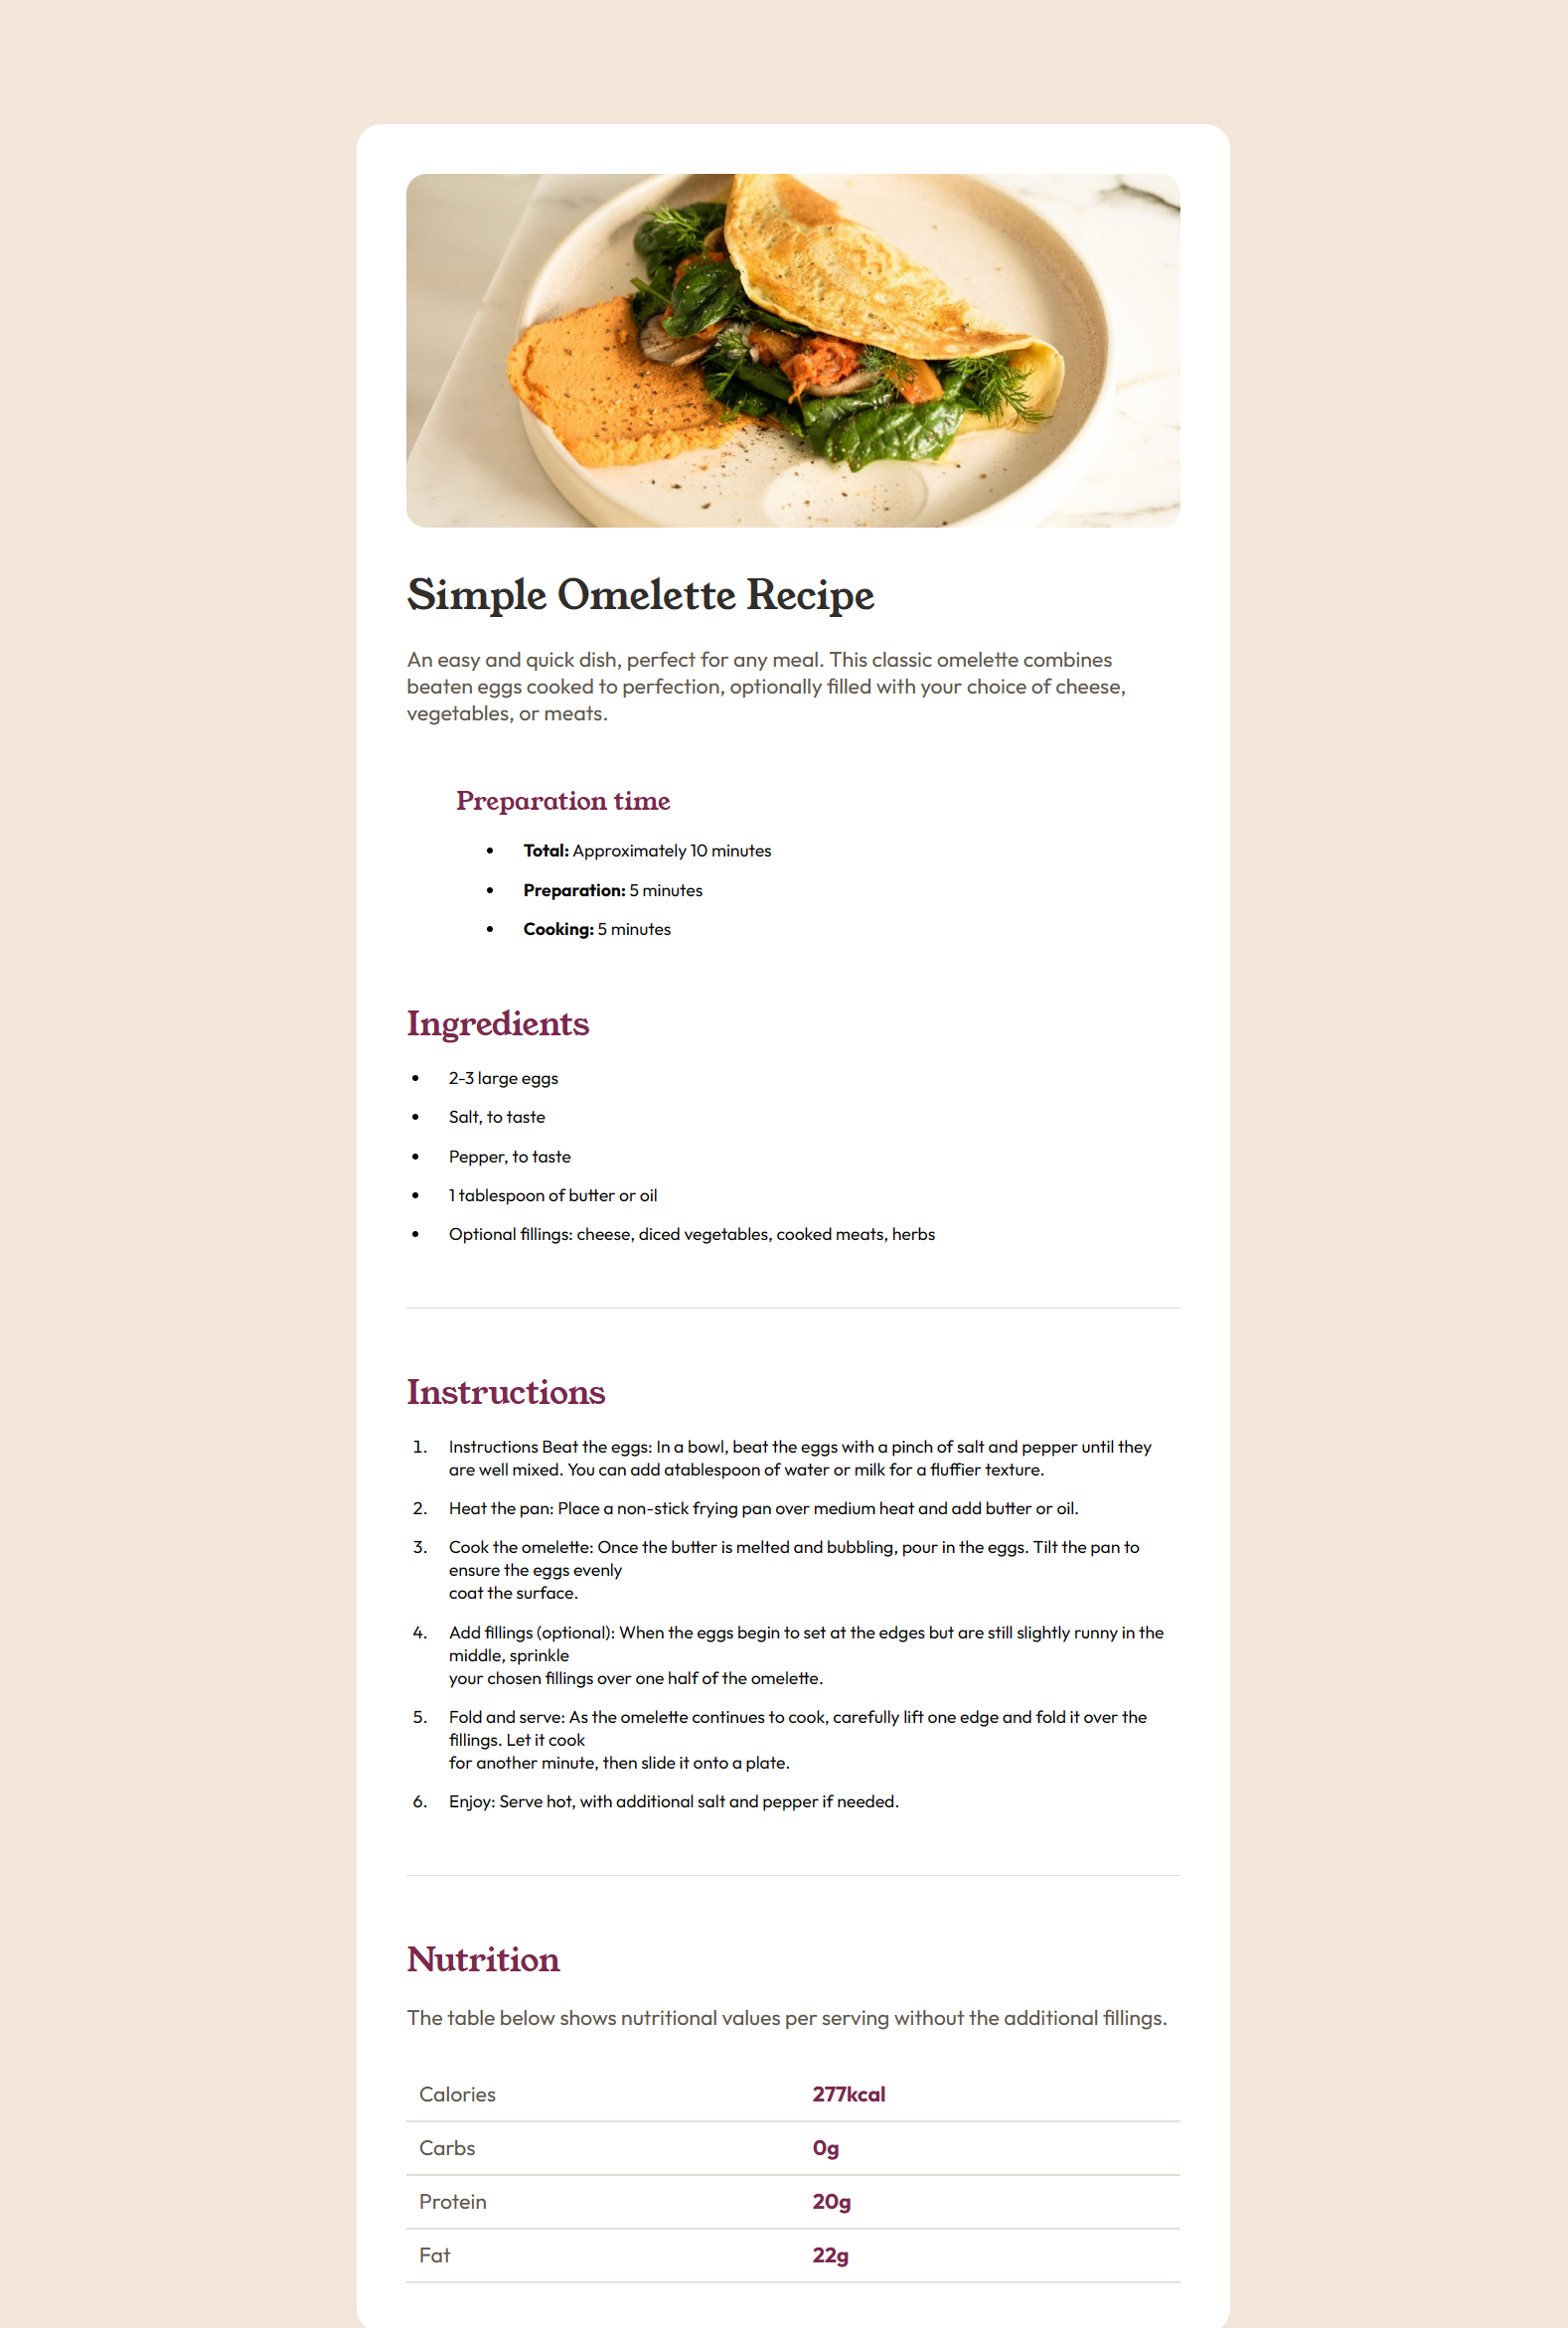 Simple Omelette Recipe
An easy and quick dish, perfect for any meal. This classic omelette combines
beaten eggs cooked to perfection, optionally filled with your choice of cheese,
vegetables, or meats.
Preparation time
• Total: Approximately 10 minutes
• Preparation: 5 minutes
• Cooking: 5 minutes
Ingredients
• 2-3 large eggs
• Salt, to taste
• Pepper, to taste
• 1 tablespoon of butter or oil
• Optional fillings: cheese, diced vegetables, cooked meats, herbs
Instructions
1. Instructions Beat the eggs: In a bowl, beat the eggs with a pinch of salt and pepper until they
are well mixed. You can add atablespoon of water or milk for a fluffier texture.
2. Heat the pan: Place a non-stick frying pan over medium heat and add butter or oil.
3. Cook the omelette: Once the butter is melted and bubbling, pour in the eggs. Tilt the pan to
ensure the eggs evenly
coat the surface.
4. Add fillings (optional): When the eggs begin to set at the edges but are still slightly runny in the
middle, sprinkle
your chosen fillings over one half of the omelette.
5. Fold and serve: As the omelette continues to cook, carefully lift one edge and fold it over the
fillings. Let it cook
for another minute, then slide it onto a plate.
6. Enjoy: Serve hot, with additional salt and pepper if needed.
Nutrition
The table below shows nutritional values per serving without the additional fillings.
Calories 277kcal
Carbs 0g
Protein 20g
Fat 22g